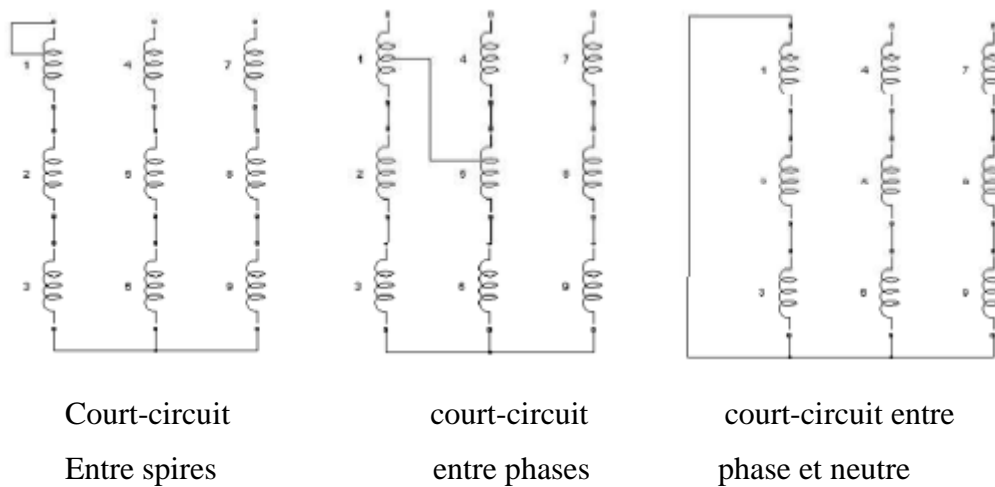 1 4 7 1 4 7 1 4 7
2 5 8 2 5 8
3 6 9 3 6 9 3 6 9
Court-circuit court-circuit court-circuit entre
Entre spires entre phases phase et neutre